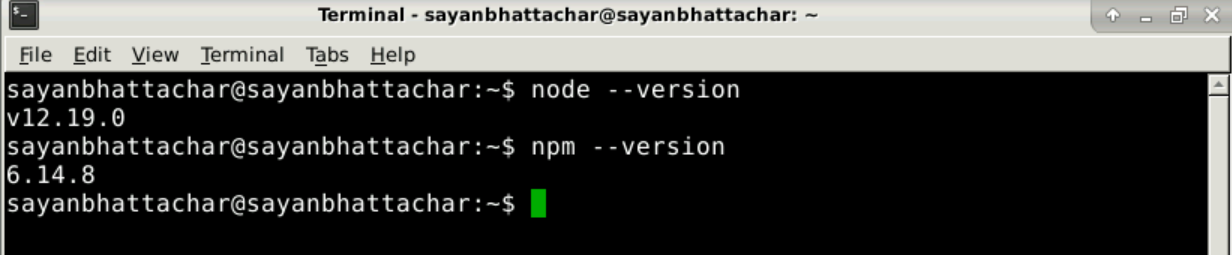 Terminal - sayanbhattachar@sayanbhattachar: ~
File Edit View Terminal Tabs Help
sayanbhattachar@sayanbhattachar:~$ node --version
v12.19.0
sayanbhattachar@sayanbhattachar:~$ npm --version
6.14.8
sayanbhattachar@sayanbhattachar:~$